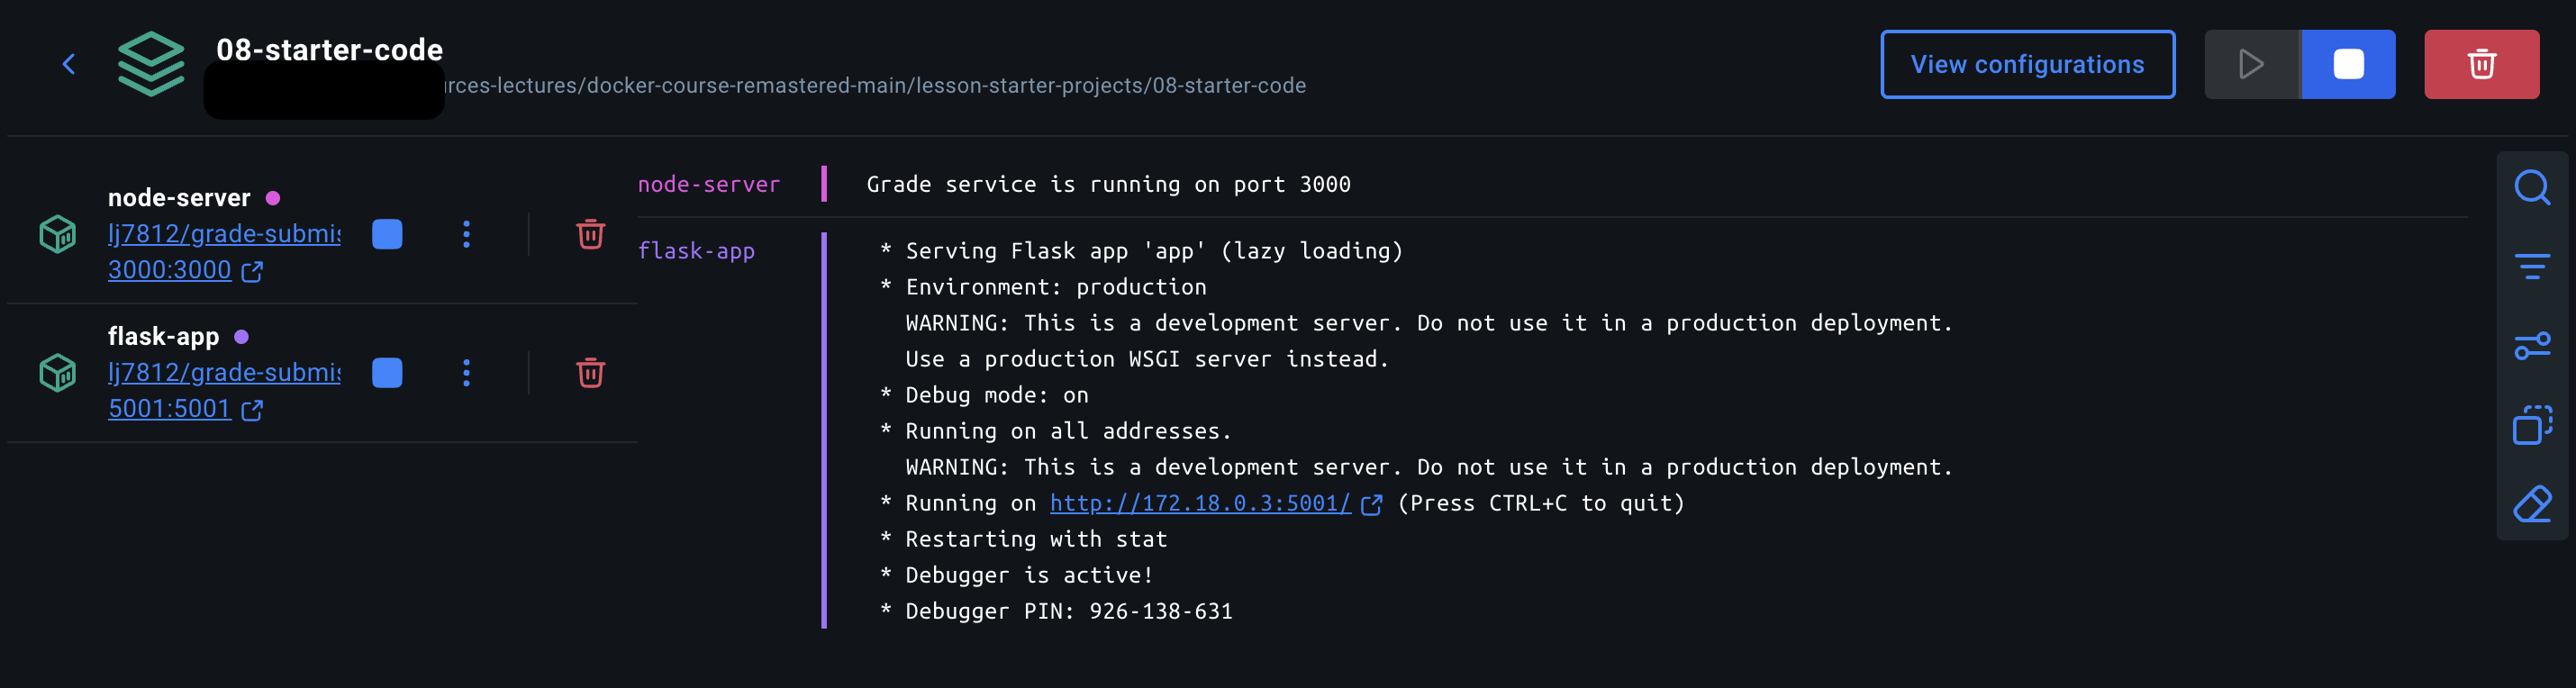 08-starter-code
rces-lectures/docker-course-remastered-main/lesson-starter-projects/08-starter-code
View configurations
node-server
lj7812/grade-submis
3000:3000
flask-app
lj7812/grade-submis
5001:5001
node-server Grade service is running on port 3000
flask-app * Serving Flask app 'app' (lazy loading)
* Environment: production
WARNING: This is a development server. Do not use it in a production deployment.
Use a production WSGI server instead.
* Debug mode: on
* Running on all addresses.
WARNING: This is a development server. Do not use it in a production deployment.
* Running on http://172.18.0.3:5001/ (Press CTRL+C to quit)
* Restarting with stat
* Debugger is active!
* Debugger PIN: 926-138-631